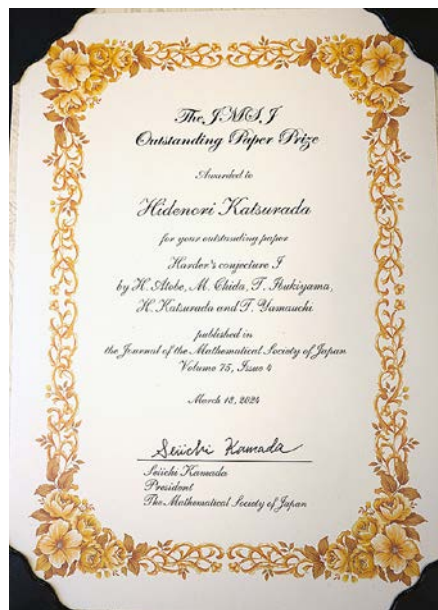 The JMSJ
Outstanding Paper Prize
Awarded to
Hidenori Katsurada
for your outstanding paper
Harder's conjecture I
by H. Atobe, M. Chida, T. Ibukiyama,
H. Katsurada and T. Yamauchi
published in
the Journal of the Mathematical Society of Japan
Volume 75, Issue 4
March 18, 2024
Seiichi Kamada
Seiichi Kamada
President
The Mathematical Society of Japan